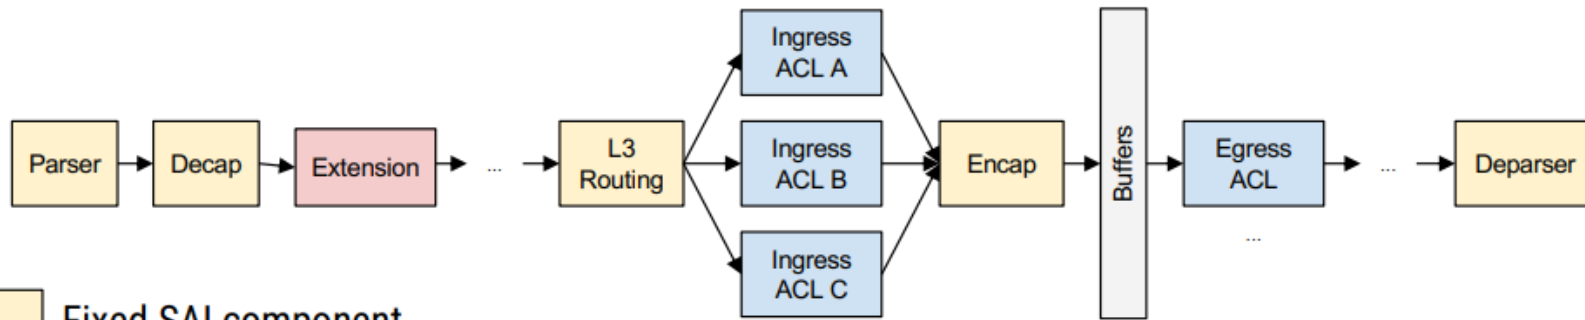 Parser
Decap
Extension
...
L3
Routing
Ingress
ACL A
Ingress
ACL B
Ingress
ACL C
Encap
Buffers
Egress
ACL
...
...
Deparser
Fixed SAI component